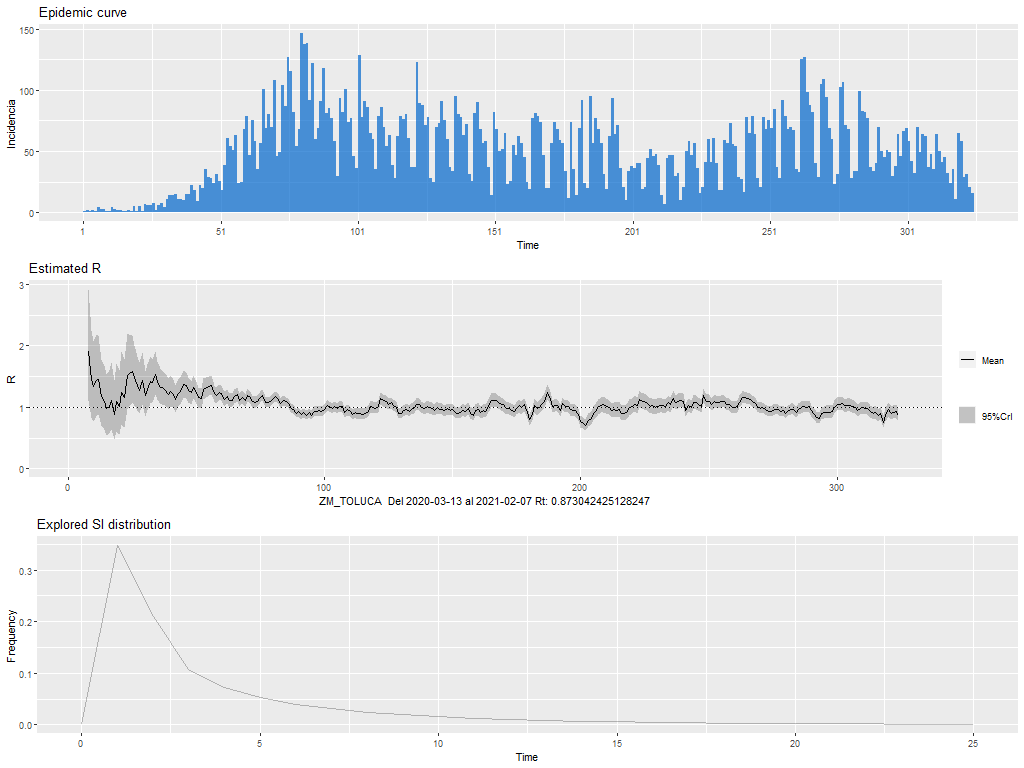 Epidemic curve
150
100
50
0
Incidencia
1
51
101
151
201
251
301
Time
Estimated R
3
2
1
0
R
0
100
200
300
Mean
95%CrI
ZM_TOLUCA Del 2020-03-13 al 2021-02-07 Rt: 0.873042425128247
Explored SI distribution
0.3
0.2
0.1
0.0
Frequency
0
5
10
15
20
25
Time